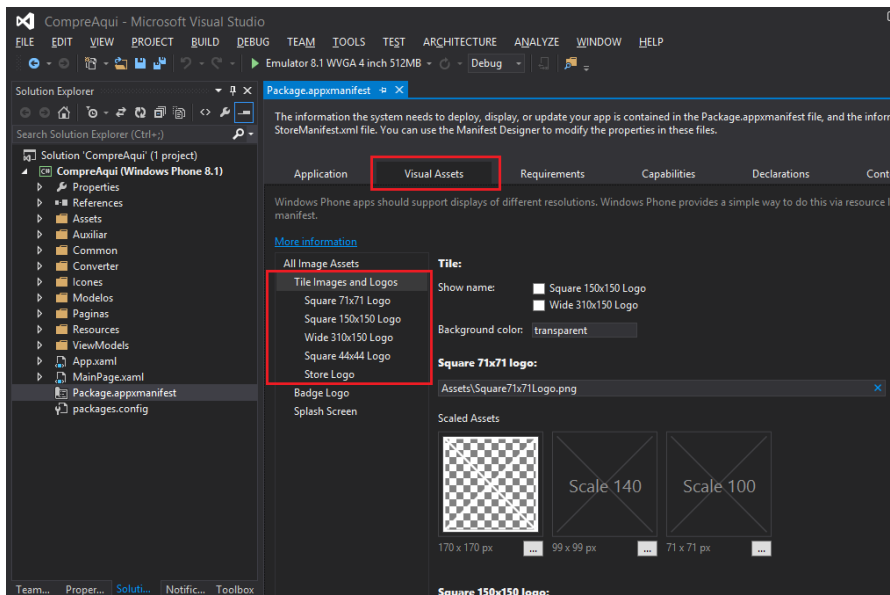 CompreAqui - Microsoft Visual Studio
FILE EDIT VIEW PROJECT BUILD DEBUG TEAM TOOLS TEST ARCHITECTURE ANALYZE WINDOW HELP
Emulator 8.1 WVGA 4 inch 512MB Debug
Solution Explorer
Search Solution Explorer (Ctrl+;)
Solution 'CompreAqui' (1 project)
CompreAqui (Windows Phone 8.1)
Properties
References
Assets
Auxiliar
Common
Converter
Icones
Modelos
Paginas
Resources
ViewModels
App.xaml
MainPage.xaml
Package.appxmanifest
packages.config
Team... Proper... Soluti... Notific... Toolbox
Package.appxmanifest
The information the system needs to deploy, display, or update your app is contained in the Package.appxmanifest file, and the infor
StoreManifest.xml file. You can use the Manifest Designer to modify the properties in these files.
Application Visual Assets Requirements Capabilities Declarations Cont
Windows Phone apps should support displays of different resolutions. Windows Phone provides a simple way to do this via resource l
manifest.
More information
All Image Assets
Tile Images and Logos
Square 71x71 Logo
Square 150x150 Logo
Wide 310x150 Logo
Square 44x44 Logo
Store Logo
Badge Logo
Splash Screen
Tile:
Show name: Square 150x150 Logo
Wide 310x150 Logo
Background color: transparent
Square 71x71 logo:
Assets\Square71x71Logo.png
Scaled Assets
Scale 140 Scale 100
170 x 170 px ... 99 x 99 px ... 71 x 71 px ...
Square 150x150 logo: